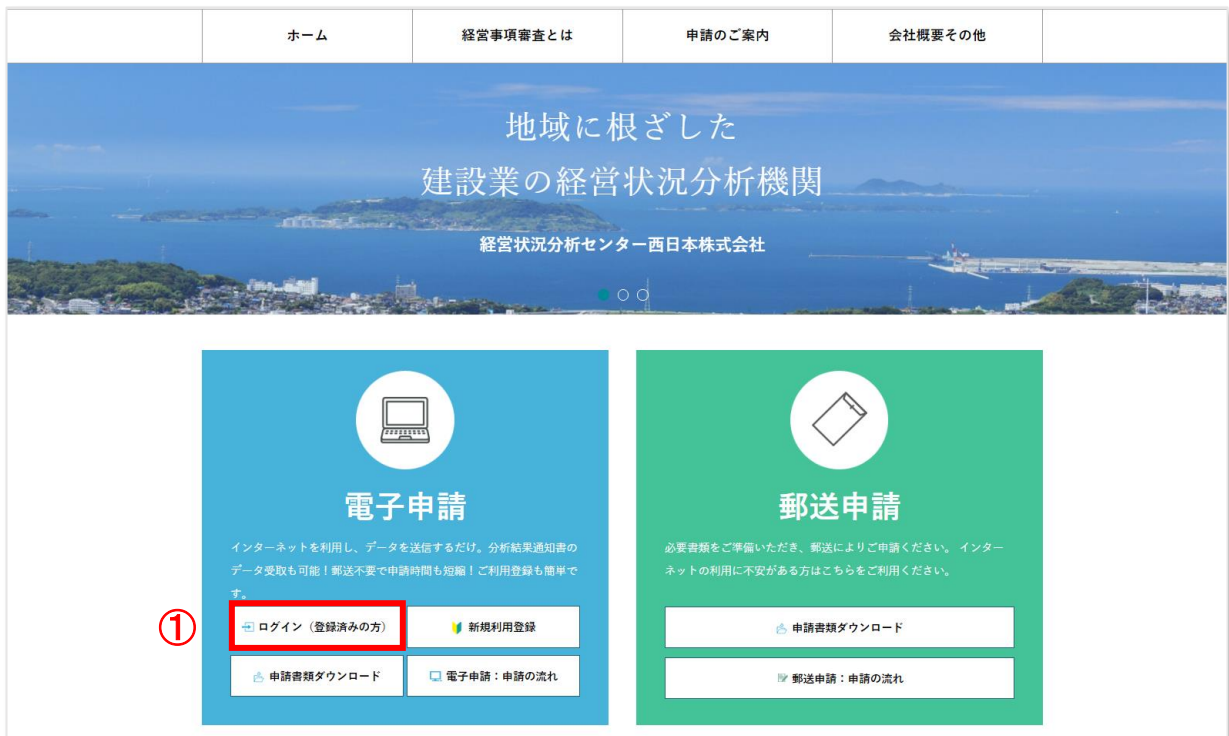 ホーム
経営事項審査とは
申請のご案内
会社概要その他
地域に根ざした
建設業の経営状況分析機関
経営状況分析センター西日本株式会社
電子申請
インターネットを利用し、データを送信するだけ。分析結果通知書の
データ受取も可能！郵送不要で申請時間も短縮！ご利用登録も簡単で
す。
①
ログイン（登録済みの方）
新規利用登録
申請書類ダウンロード
電子申請：申請の流れ
郵送申請
必要書類をご準備いただき、郵送によりご申請ください。 インター
ネットの利用に不安がある方はこちらをご利用ください。
申請書類ダウンロード
郵送申請：申請の流れ